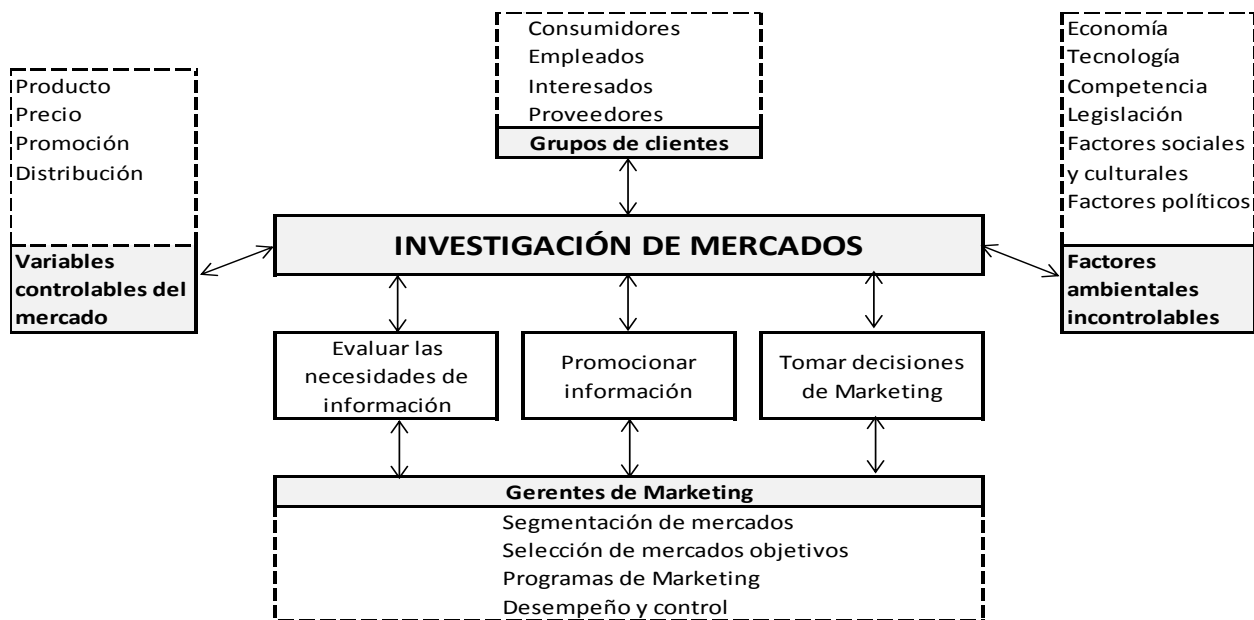 Consumidores
Empleados
Interesados
Proveedores
Grupos de clientes
Economía
Tecnología
Competencia
Legislación
Factores sociales
y culturales
Factores políticos
Factores
ambientales
incontrolables
Producto
Precio
Promoción
Distribución
Variables
controlables del
mercado
INVESTIGACIÓN DE MERCADOS
Evaluar las
necesidades de
información
Promocionar
información
Tomar decisiones
de Marketing
Gerentes de Marketing
Segmentación de mercados
Selección de mercados objetivos
Programas de Marketing
Desempeño y control